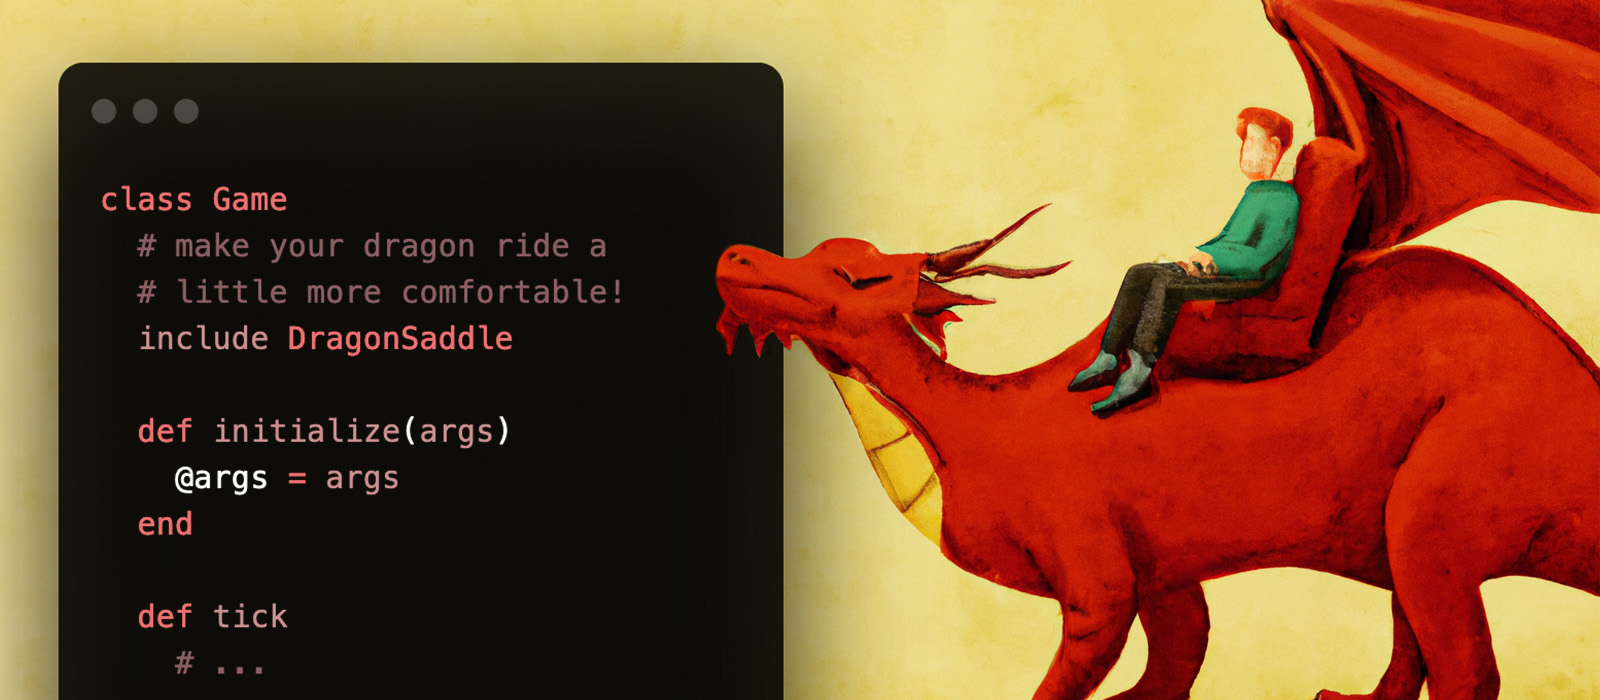 class Game
# make your dragon ride a
# little more comfortable!
include DragonSaddle
def initialize(args)
@args = args
end
def tick
# ...